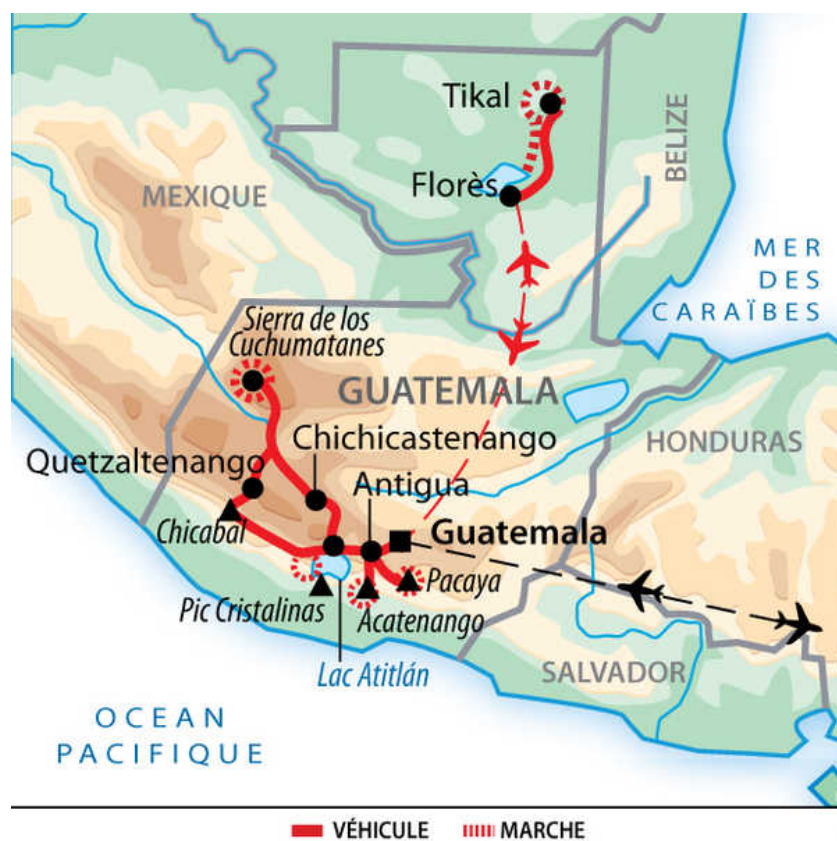 Tikal
BELIZE
Florès
MEXIQUE
MER
DES
CARAÏBES
Sierra de los
Cuchumatanes
GUATEMALA
Chichicastenango
HONDURAS
Quetzaltenango
Antigua
Chicabal
Guatemala
Pacaya
Pic Cristalinas
Acatenango
Lac Atitlán
SALVADOR
OCEAN
PACIFIQUE
VÉHICULE
MARCHE